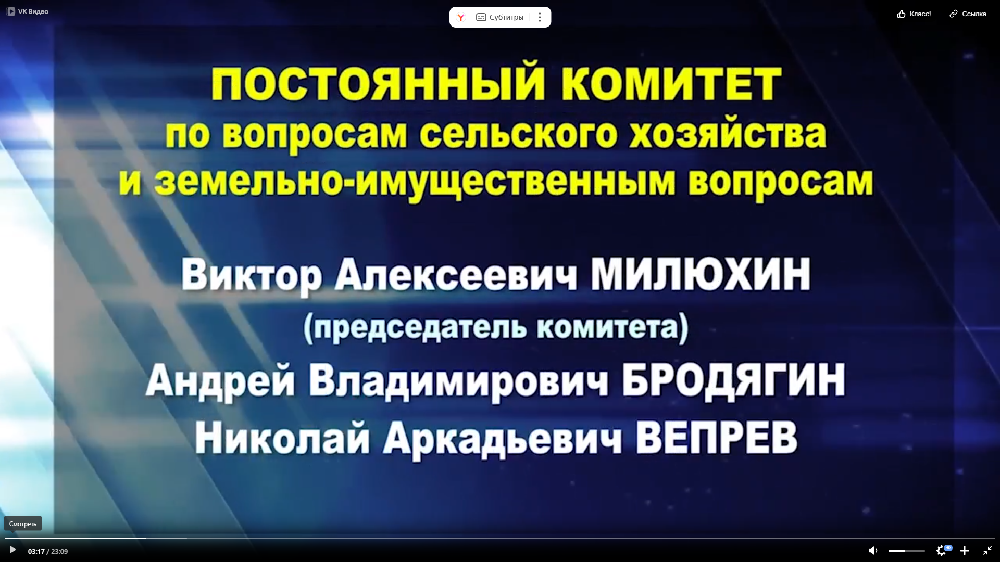 VK Видео
Субтитры
Класс!
Ссылка
ПОСТОЯННЫЙ КОМИТЕТ
по вопросам сельского хозяйства
и земельно-имущественным вопросам
Виктор Алексеевич МИЛЮХИН
(председатель комитета)
Андрей Владимирович БРОДЯГИН
Николай Аркадьевич ВЕПРЕВ
Смотреть
03:17 / 23:09
HD